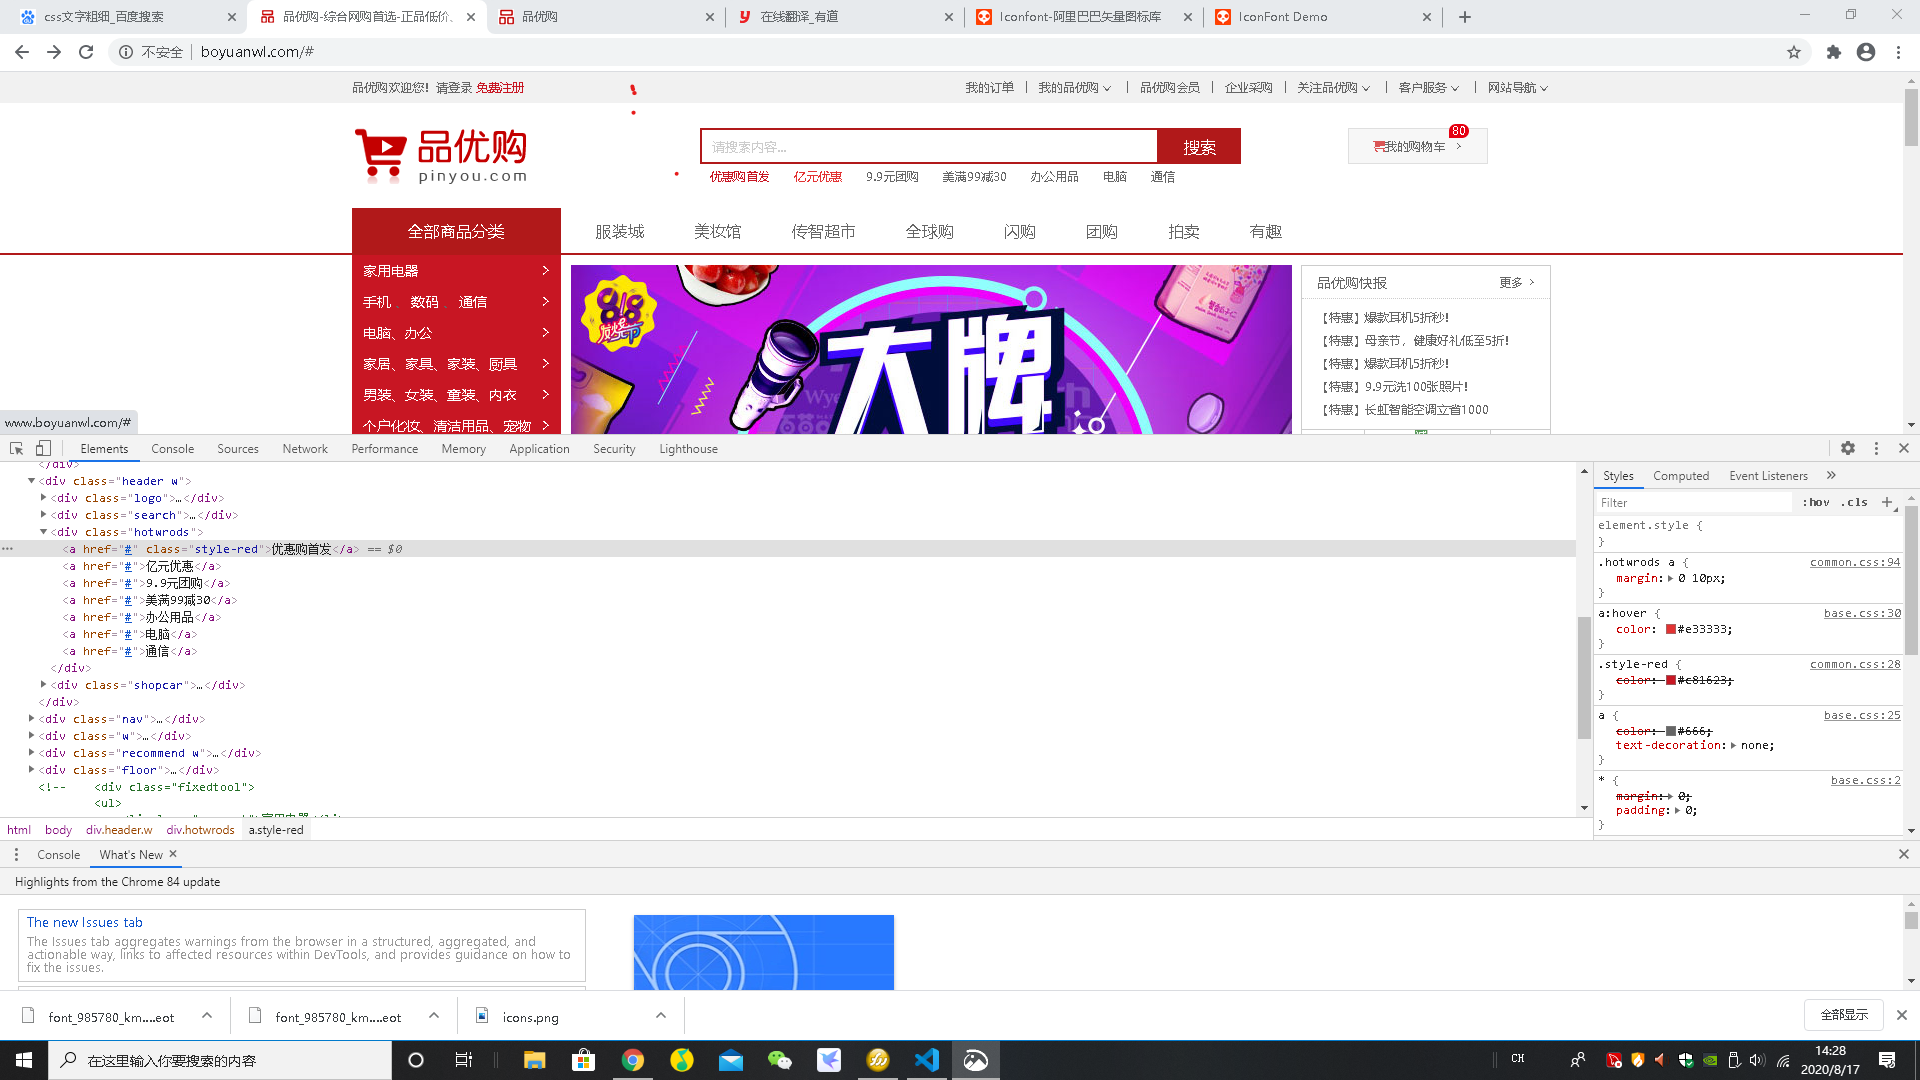 css文字粗细_百度搜索
品优购-综合网购首选-正品低价、
品优购
在线翻译_有道
Iconfont-阿里巴巴矢量图标库
IconFont Demo
不安全
boyuanwl.com/#
品优购欢迎您! 请登录 免费注册
我的订单 我的品优购 品优购会员 企业采购 关注品优购 客户服务 网站导航
品优购
pinyou.com
请搜索内容...
搜索
80
我的购物车
优惠购首发 亿元优惠 9.9元团购 美满99减30 办公用品 电脑 通信
全部商品分类 服装城 美妆馆 传智超市 全球购 闪购 团购 拍卖 有趣
家用电器
手机 、 数码 、 通信
电脑、办公
家居、家具、家装、厨具
男装、女装、童装、内衣
个户化妆、清洁用品、宠物
大牌
品优购快报 更多
【特惠】爆款耳机5折秒!
【特惠】母亲节,健康好礼低至5折!
【特惠】爆款耳机5折秒!
【特惠】9.9元洗100张照片!
【特惠】长虹智能空调立省1000
www.boyuanwl.com/#
Elements Console Sources Network Performance Memory Application Security Lighthouse
</div>
<div class="header w">
<div class="logo">…</div>
<div class="search">…</div>
<div class="hotwrods">
<a href="#" class="style-red">优惠购首发</a> == $0
<a href="#">亿元优惠</a>
<a href="#">9.9元团购</a>
<a href="#">美满99减30</a>
<a href="#">办公用品</a>
<a href="#">电脑</a>
<a href="#">通信</a>
</div>
<div class="shopcar">…</div>
</div>
<div class="nav">…</div>
<div class="w">…</div>
<div class="recommend w">…</div>
<div class="floor">…</div>
<!-- <div class="fixedtool">
<ul>
html body div.header.w div.hotwrods a.style-red
Styles Computed Event Listeners
Filter :hov .cls
element.style {
}
.hotwrods a { common.css:94
margin: 0 10px;
}
a:hover { base.css:30
color: #e33333;
}
.style-red { common.css:28
color: #c81623;
}
a { base.css:25
color: #666;
text-decoration: none;
}
* { base.css:2
margin: 0;
padding: 0;
}
Console What's New
Highlights from the Chrome 84 update
The new Issues tab
The Issues tab aggregates warnings from the browser in a structured, aggregated, and
actionable way, links to affected resources within DevTools, and provides guidance on how to
fix the issues.
font_985780_km....eot
font_985780_km....eot
icons.png
全部显示
在这里输入你要搜索的内容
CH
14:28
2020/8/17